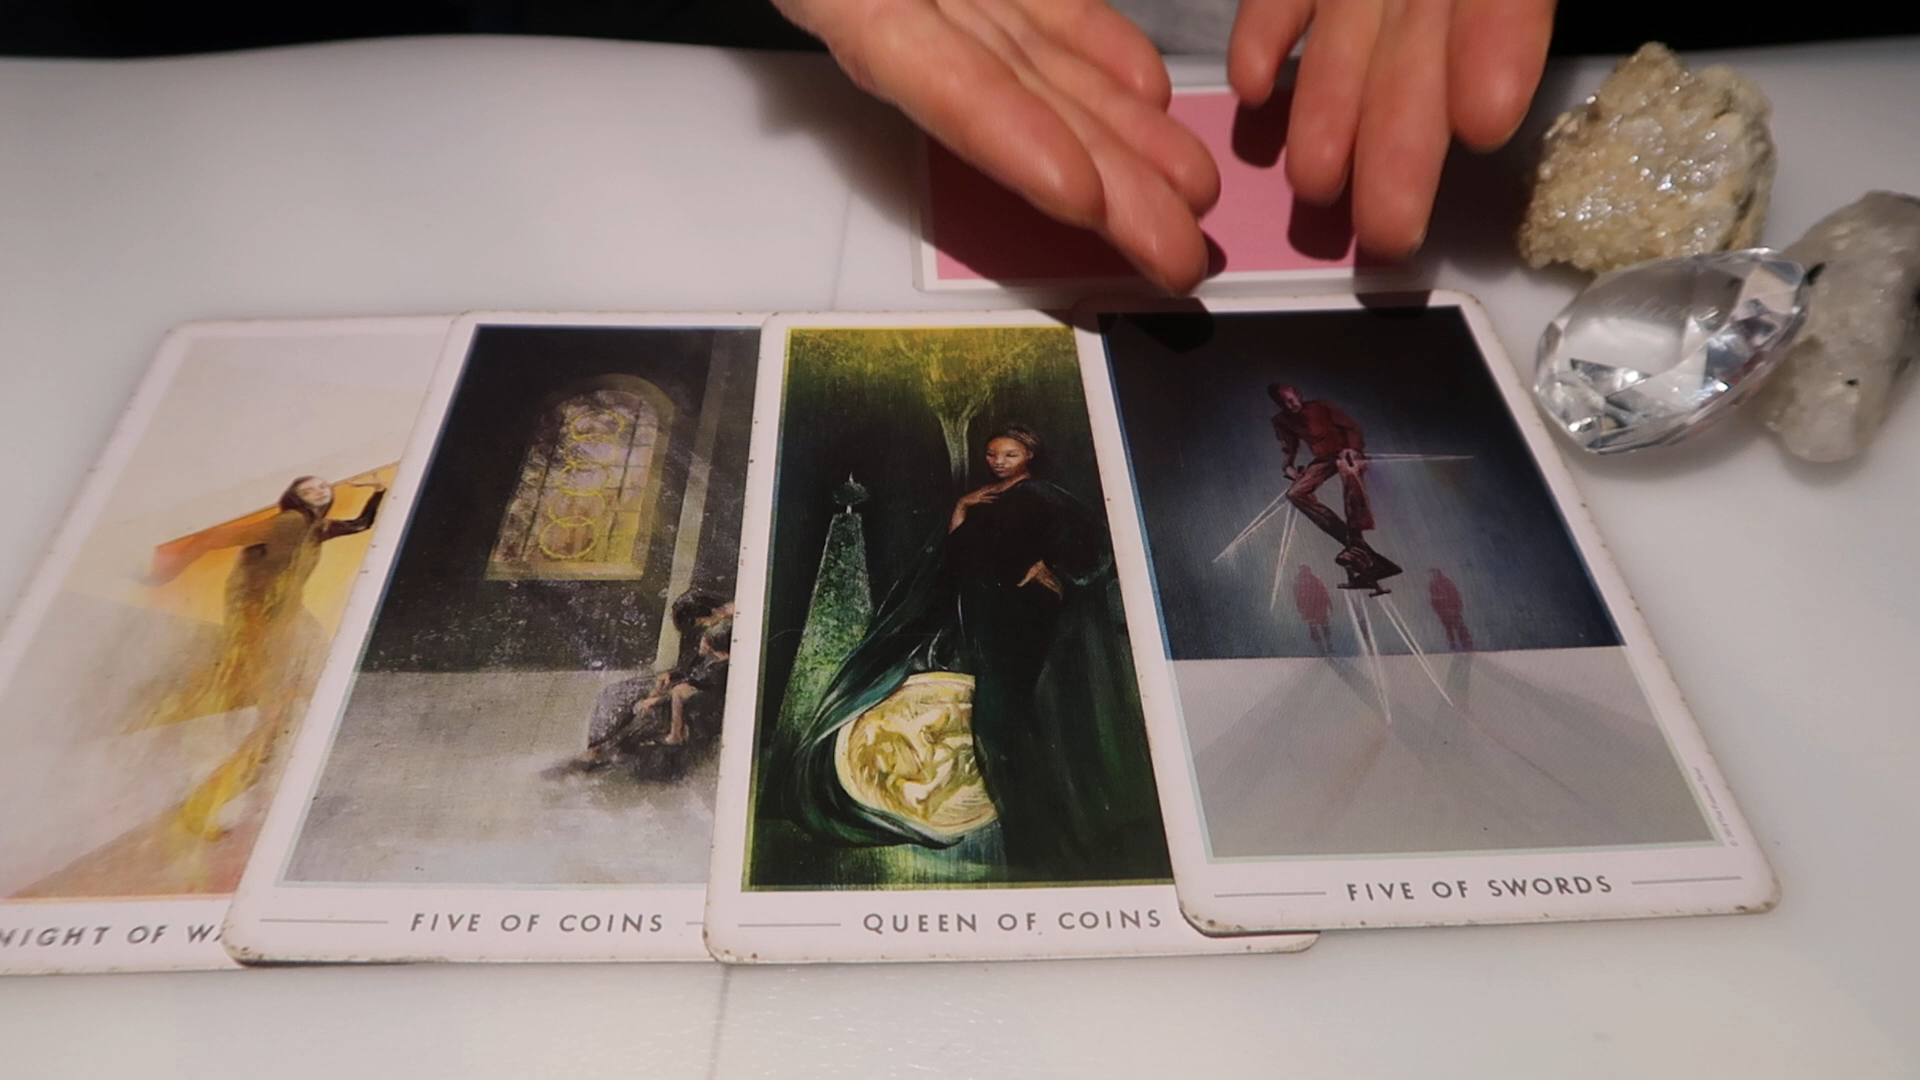 NIGHT OF WA
FIVE OF COINS
QUEEN OF COINS
FIVE OF SWORDS